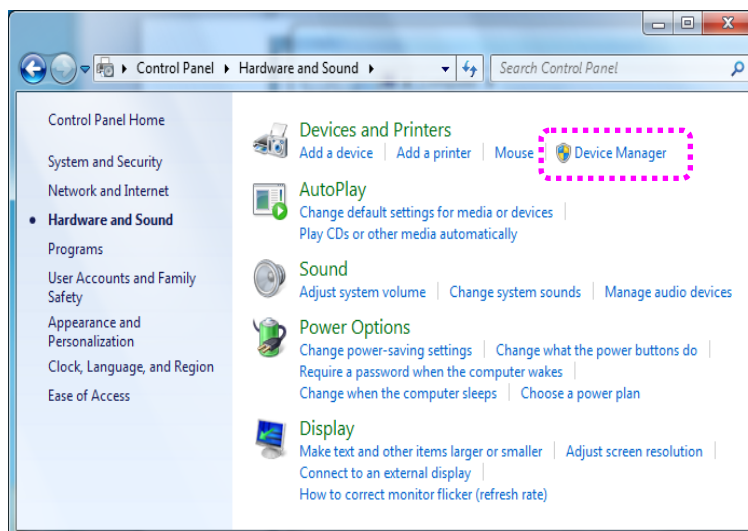 Control Panel Hardware and Sound
Search Control Panel
Control Panel Home
System and Security
Network and Internet
Hardware and Sound
Programs
User Accounts and Family
Safety
Appearance and
Personalization
Clock, Language, and Region
Ease of Access
Devices and Printers
Add a device Add a printer Mouse Device Manager
AutoPlay
Change default settings for media or devices
Play CDs or other media automatically
Sound
Adjust system volume Change system sounds Manage audio devices
Power Options
Change power-saving settings Change what the power buttons do
Require a password when the computer wakes
Change when the computer sleeps Choose a power plan
Display
Make text and other items larger or smaller Adjust screen resolution
Connect to an external display
How to correct monitor flicker (refresh rate)